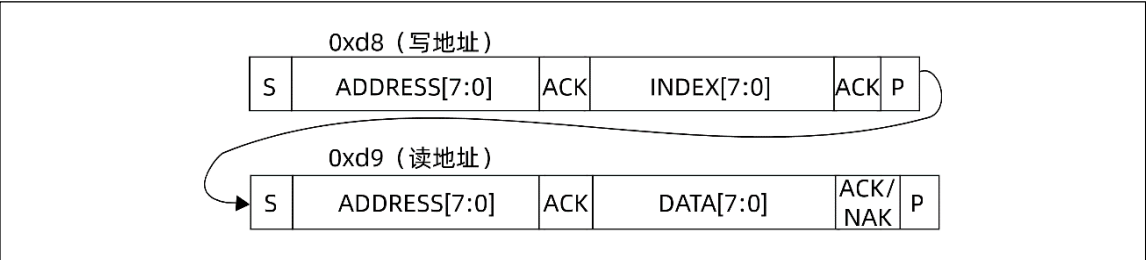 0xd8（写地址）
S ADDRESS[7:0] ACK INDEX[7:0] ACK P
0xd9（读地址）
S ADDRESS[7:0] ACK DATA[7:0] ACK/ P
NAK